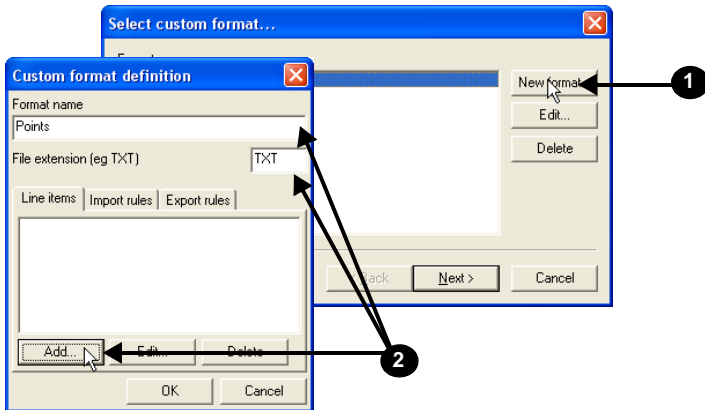 Select custom format...
New format
1
Edit...
Delete
Next >
Cancel
Custom format definition
Format name
Points
File extension (eg TXT)
TXT
Line items
Import rules
Export rules
Add...
Edit...
Delete
2
OK
Cancel